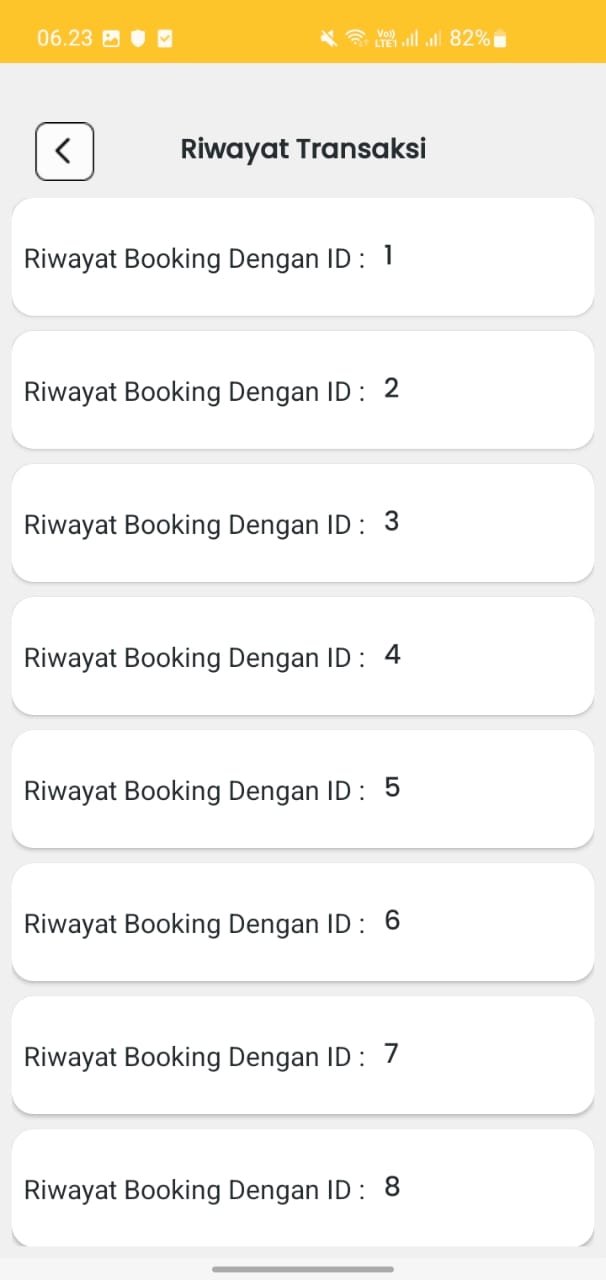 06.23 Vo)) LTE1 82%
Riwayat Transaksi
Riwayat Booking Dengan ID : 1
Riwayat Booking Dengan ID : 2
Riwayat Booking Dengan ID : 3
Riwayat Booking Dengan ID : 4
Riwayat Booking Dengan ID : 5
Riwayat Booking Dengan ID : 6
Riwayat Booking Dengan ID : 7
Riwayat Booking Dengan ID : 8